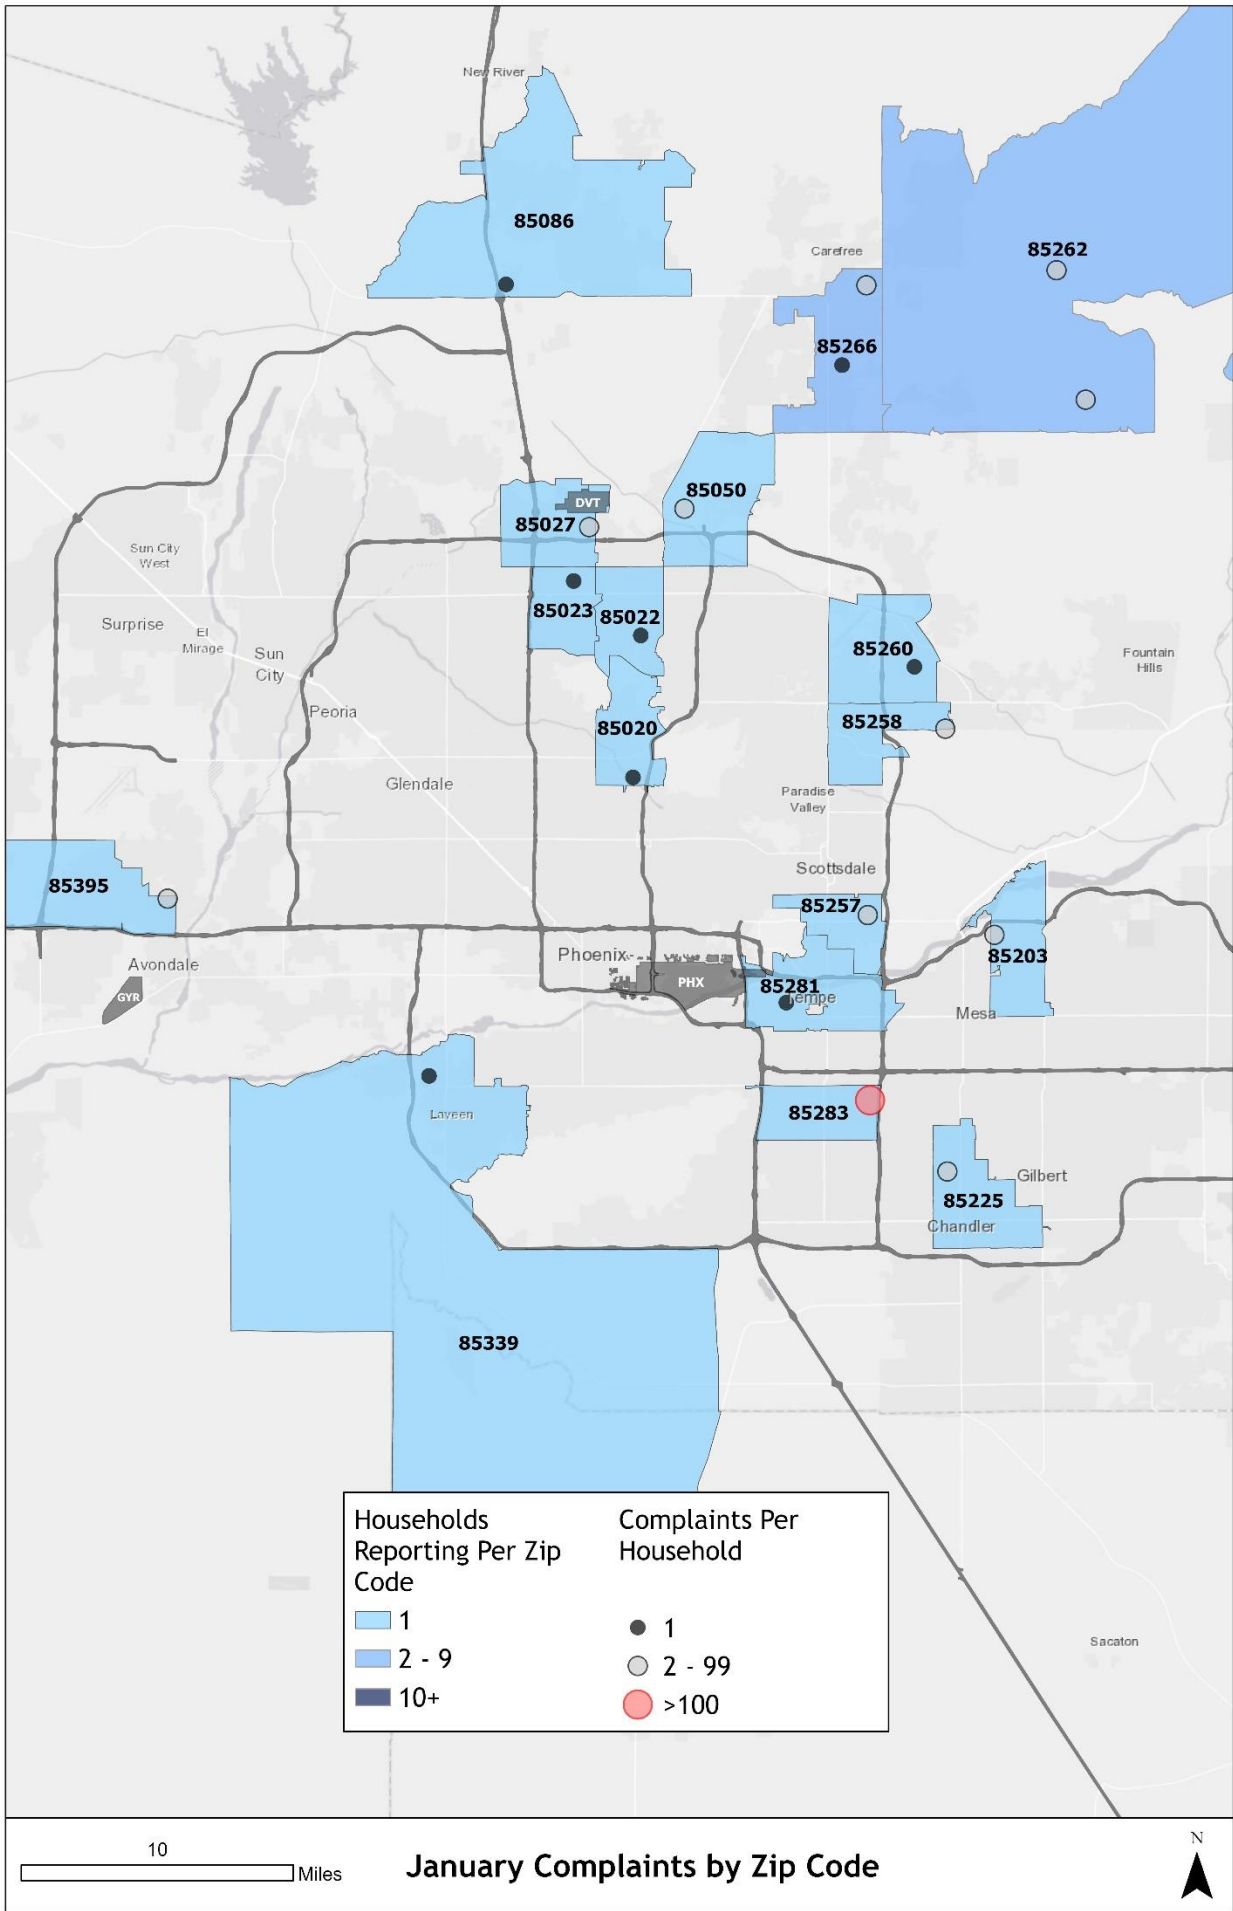 New River
85086
Carefree
85262
85266
85050
DVT
85027
Sun City
West
85023
85022
Surprise
El
Mirage
Sun
City
85260
Fountain
Hills
Peoria
85020
85258
Glendale
Paradise
Valley
Scottsdale
85395
85257
Phoenix
85203
Avondale
PHX
85281
GYR
Tempe
Mesa
Laveen
85283
Gilbert
85225
Chandler
85339
Households
Reporting Per Zip
Code
1
2 - 9
10+
Complaints Per
Household
1
2 - 99
>100
Sacaton
10
Miles
January Complaints by Zip Code
N